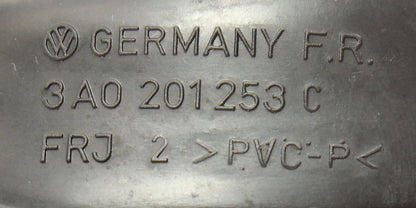 GERMANY F.R.
3A0 201 253 C
FRJ 2 >PVC-P<